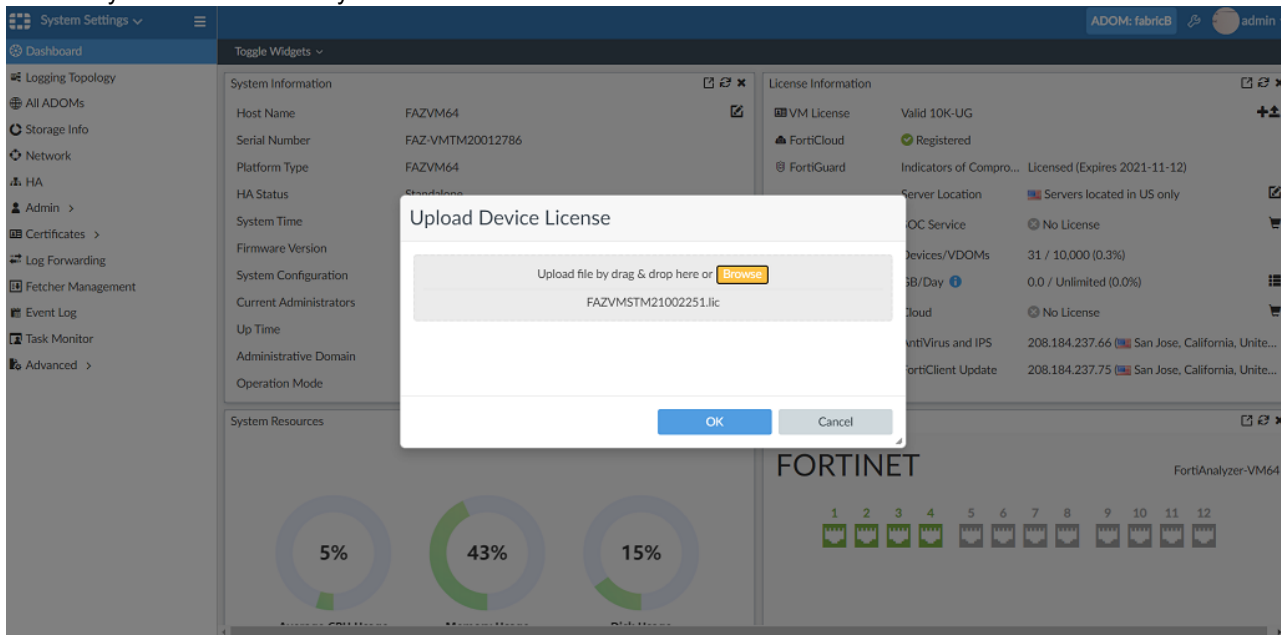 System Settings
ADOM: fabricB
admin
Dashboard
Toggle Widgets
Logging Topology
All ADOMs
Storage Info
Network
HA
Admin
Certificates
Log Forwarding
Fetcher Management
Event Log
Task Monitor
Advanced
System Information
Host Name FAZVM64
Serial Number FAZ-VMTM20012786
Platform Type FAZVM64
HA Status Standalone
System Time
Firmware Version
System Configuration
Current Administrators
Up Time
Administrative Domain
Operation Mode
License Information
VM License Valid 10K-UG
FortiCloud Registered
FortiGuard Indicators of Compro... Licensed (Expires 2021-11-12)
Server Location Servers located in US only
OC Service No License
Devices/VDOMs 31 / 10,000 (0.3%)
GB/Day 0.0 / Unlimited (0.0%)
Cloud No License
AntiVirus and IPS 208.184.237.66 ( San Jose, California, Unite...
FortiClient Update 208.184.237.75 ( San Jose, California, Unite...
Upload Device License
Upload file by drag & drop here or Browse
FAZVMSTM21002251.lic
OK Cancel
System Resources
5% 43% 15%
Average CPU Usage Memory Usage Disk Usage
FORTINET
FortiAnalyzer-VM64
1 2 3 4 5 6 7 8 9 10 11 12